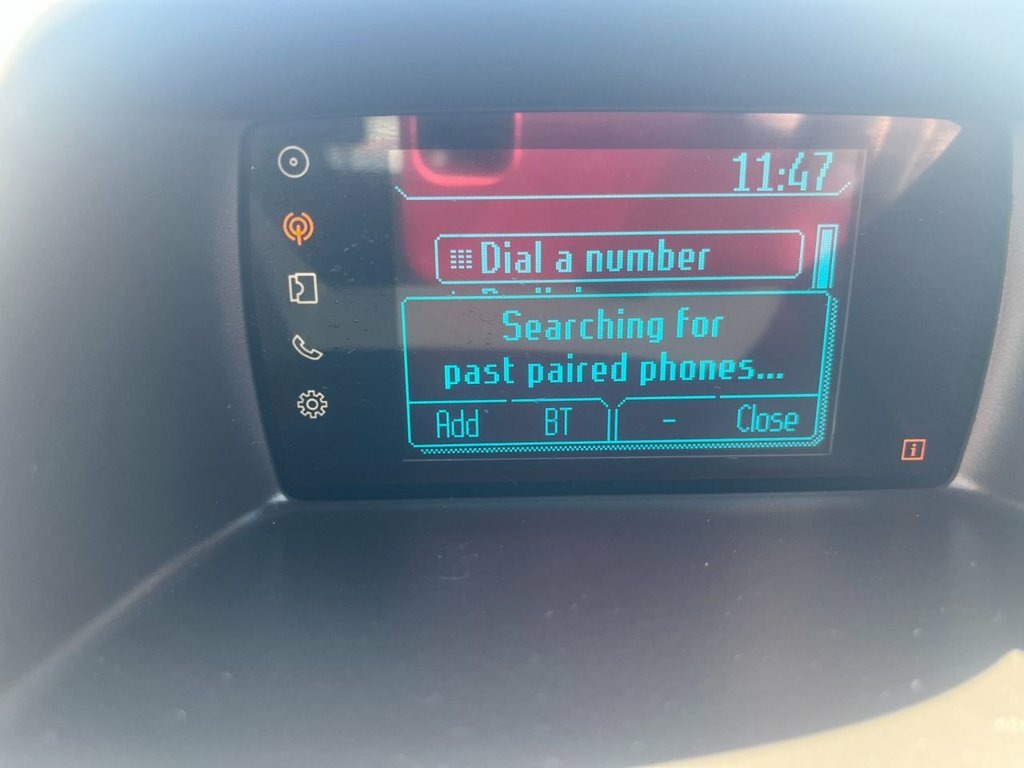 11:47
Dial a number
Searching for
past paired phones...
Add BT - Close
i